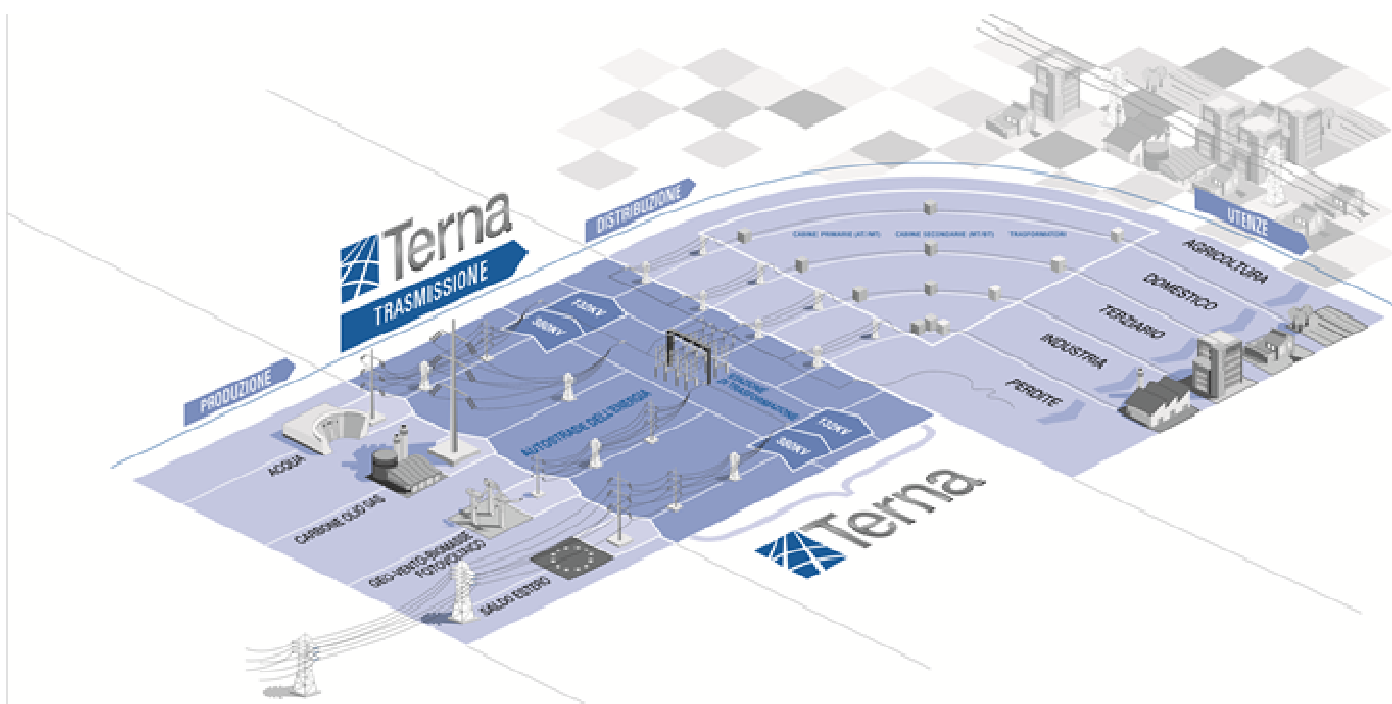 Terna
TRASMISSIONE
DISTRIBUZIONE
UTENZE
PRODUZIONE
CABINE PRIMARIE (AT/MT)
CABINE SECONDARIE (MT/BT)
TRASFORMATORI
AGRICOLTURA
DOMESTICO
TERZIARIO
INDUSTRIA
PERDITE
132KV
380KV
STAZIONE
DI TRASFORMAZIONE
AUTOSTRADE DELL'ENERGIA
132KV
380KV
ACQUA
CARBONE OLIO GAS
GEO-VENTO-BIOMASSE
FOTOVOLTAICO
SALDO ESTERO
Terna